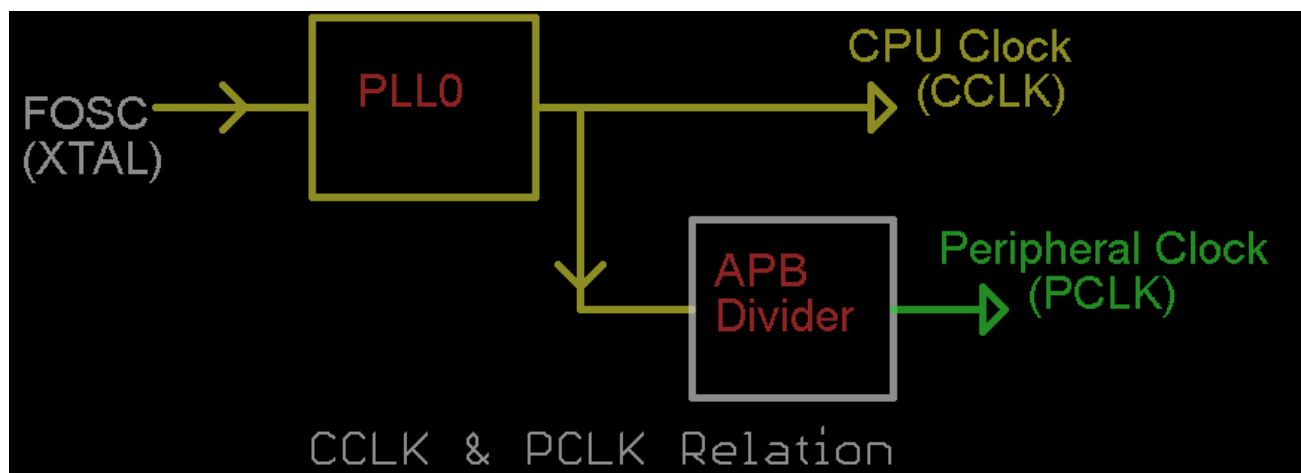 FOSC
(XTAL)
PLL0
CPU Clock
(CCLK)
APB
Divider
Peripheral Clock
(PCLK)
CCLK & PCLK Relation